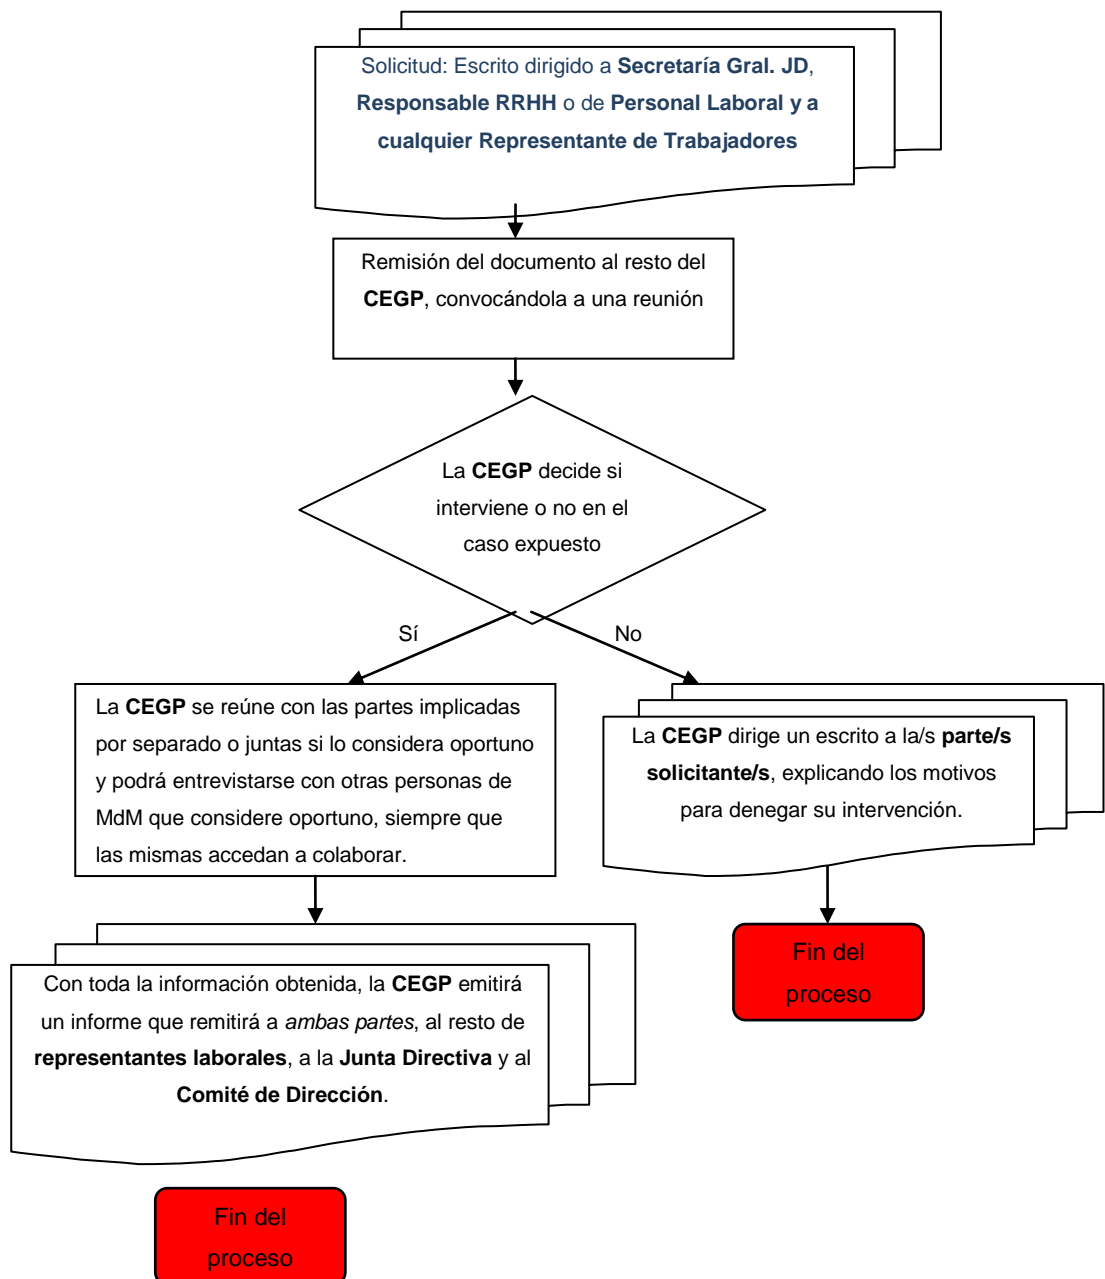 Solicitud: Escrito dirigido a Secretaría Gral. JD,
Responsable RRHH o de Personal Laboral y a
cualquier Representante de Trabajadores
Remisión del documento al resto del
CEGP, convocándola a una reunión
La CEGP decide si
interviene o no en el
caso expuesto
Sí
No
La CEGP se reúne con las partes implicadas
por separado o juntas si lo considera oportuno
y podrá entrevistarse con otras personas de
MdM que considere oportuno, siempre que
las mismas accedan a colaborar.
La CEGP dirige un escrito a la/s parte/s
solicitante/s, explicando los motivos
para denegar su intervención.
Fin del
proceso
Con toda la información obtenida, la CEGP emitirá
un informe que remitirá a ambas partes, al resto de
representantes laborales, a la Junta Directiva y al
Comité de Dirección.
Fin del
proceso